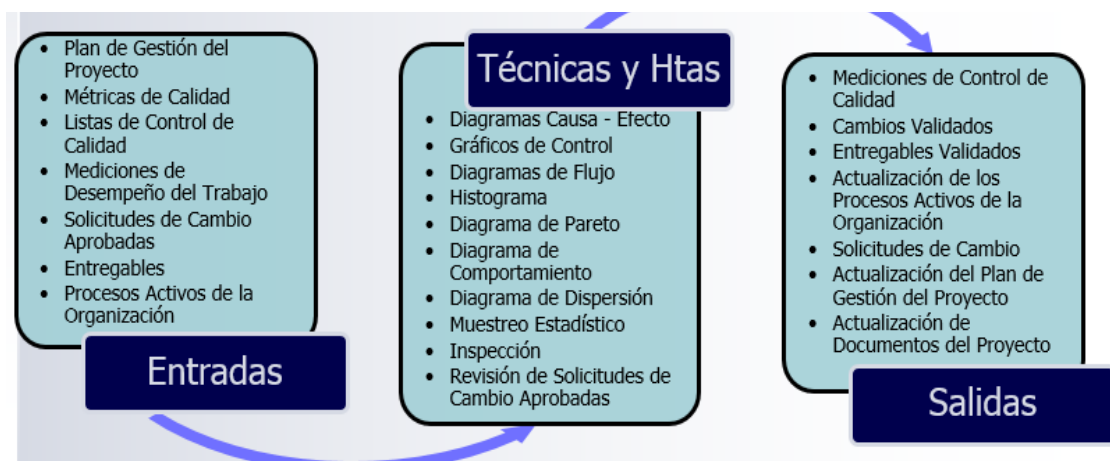 • Plan de Gestión del
Proyecto
• Métricas de Calidad
• Listas de Control de
Calidad
• Mediciones de
Desempeño del Trabajo
• Solicitudes de Cambio
Aprobadas
• Entregables
• Procesos Activos de la
Organización
Entradas
Técnicas y Htas
• Diagramas Causa - Efecto
• Gráficos de Control
• Diagramas de Flujo
• Histograma
• Diagrama de Pareto
• Diagrama de
Comportamiento
• Diagrama de Dispersión
• Muestreo Estadístico
• Inspección
• Revisión de Solicitudes de
Cambio Aprobadas
• Mediciones de Control de
Calidad
• Cambios Validados
• Entregables Validados
• Actualización de los
Procesos Activos de la
Organización
• Solicitudes de Cambio
• Actualización del Plan de
Gestión del Proyecto
• Actualización de
Documentos del Proyecto
Salidas